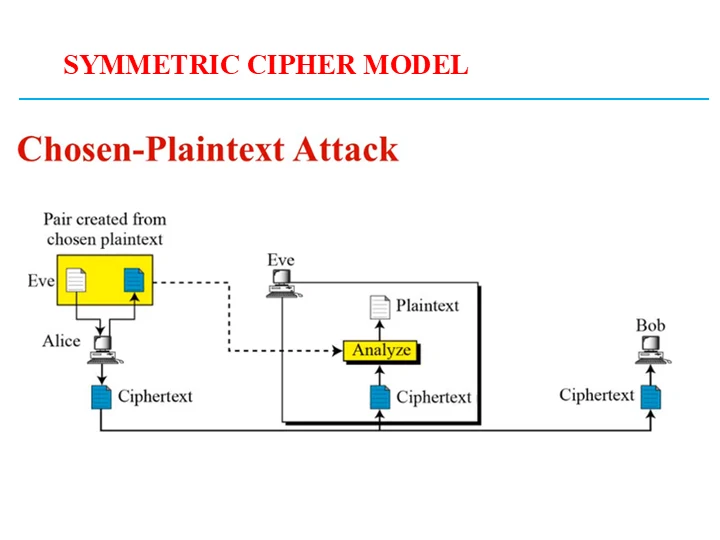 SYMMETRIC CIPHER MODEL
Chosen-Plaintext Attack
Pair created from
chosen plaintext
Eve
Eve
Plaintext
Bob
Alice
Analyze
Ciphertext
Ciphertext
Ciphertext